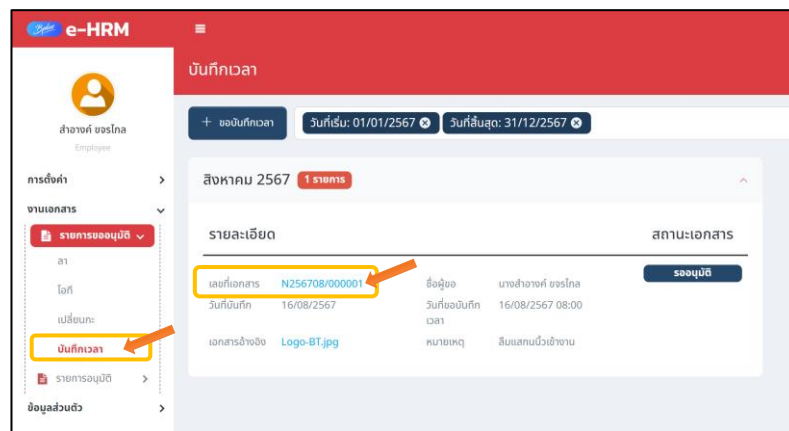 Bplus e-HRM
บันทึกเวลา
สำอางค์ ขจรไกล
Employee
การตั้งค่า
งานเอกสาร
รายการขออนุมัติ
ลา
โอที
เปลี่ยนกะ
บันทึกเวลา
รายการอนุมัติ
ข้อมูลส่วนตัว
+ ขอบันทึกเวลา วันที่เริ่ม: 01/01/2567 วันที่สิ้นสุด: 31/12/2567
สิงหาคม 2567 1 รายการ
รายละเอียด สถานะเอกสาร
เลขที่เอกสาร N256708/000001 ชื่อผู้ขอ นางสำอางค์ ขจรไกล รออนุมัติ
วันที่บันทึก 16/08/2567 วันที่ขอบันทึกเวลา 16/08/2567 08:00
เอกสารอ้างอิง Logo-BT.jpg หมายเหตุ ลืมแสกนนิ้วเข้างาน